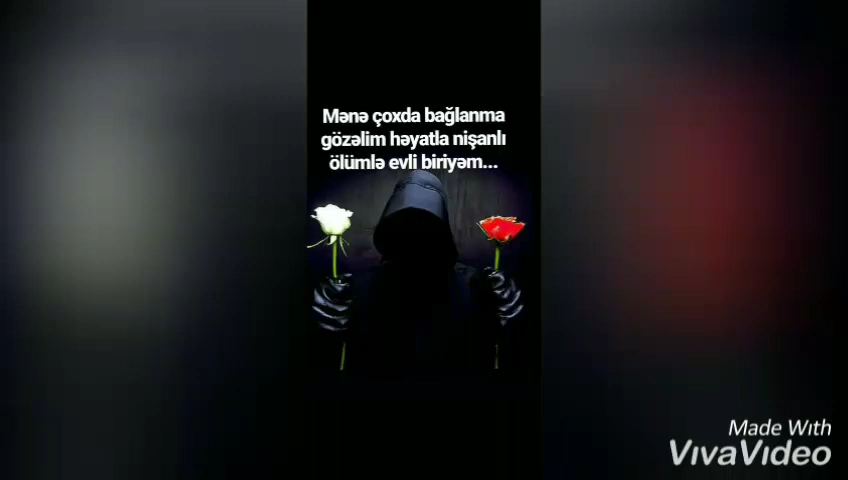 Mənə çoxda bağlanma
gözəlim həyatla nişanlı
ölümlə evli biriyəm...
Made With
VivaVideo